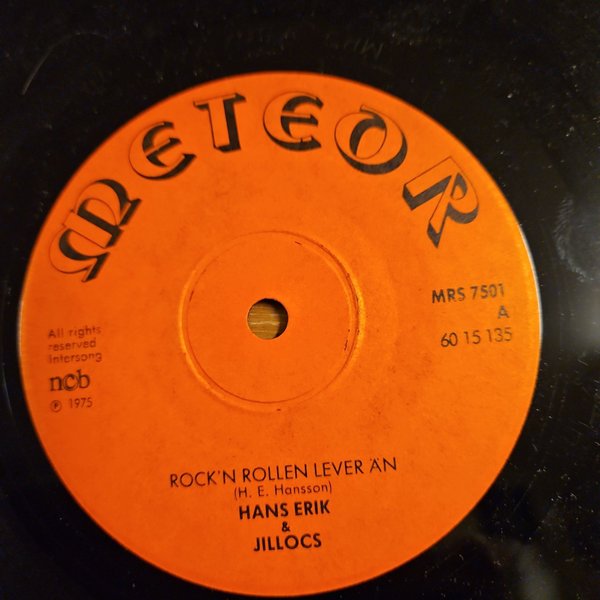 METEOR
MRS 7501
A
60 15 135
All rights
reserved
Intersong
ncb
℗ 1975
ROCK'N ROLLEN LEVER ÄN
(H. E. Hansson)
HANS ERIK
&
JILLOCS